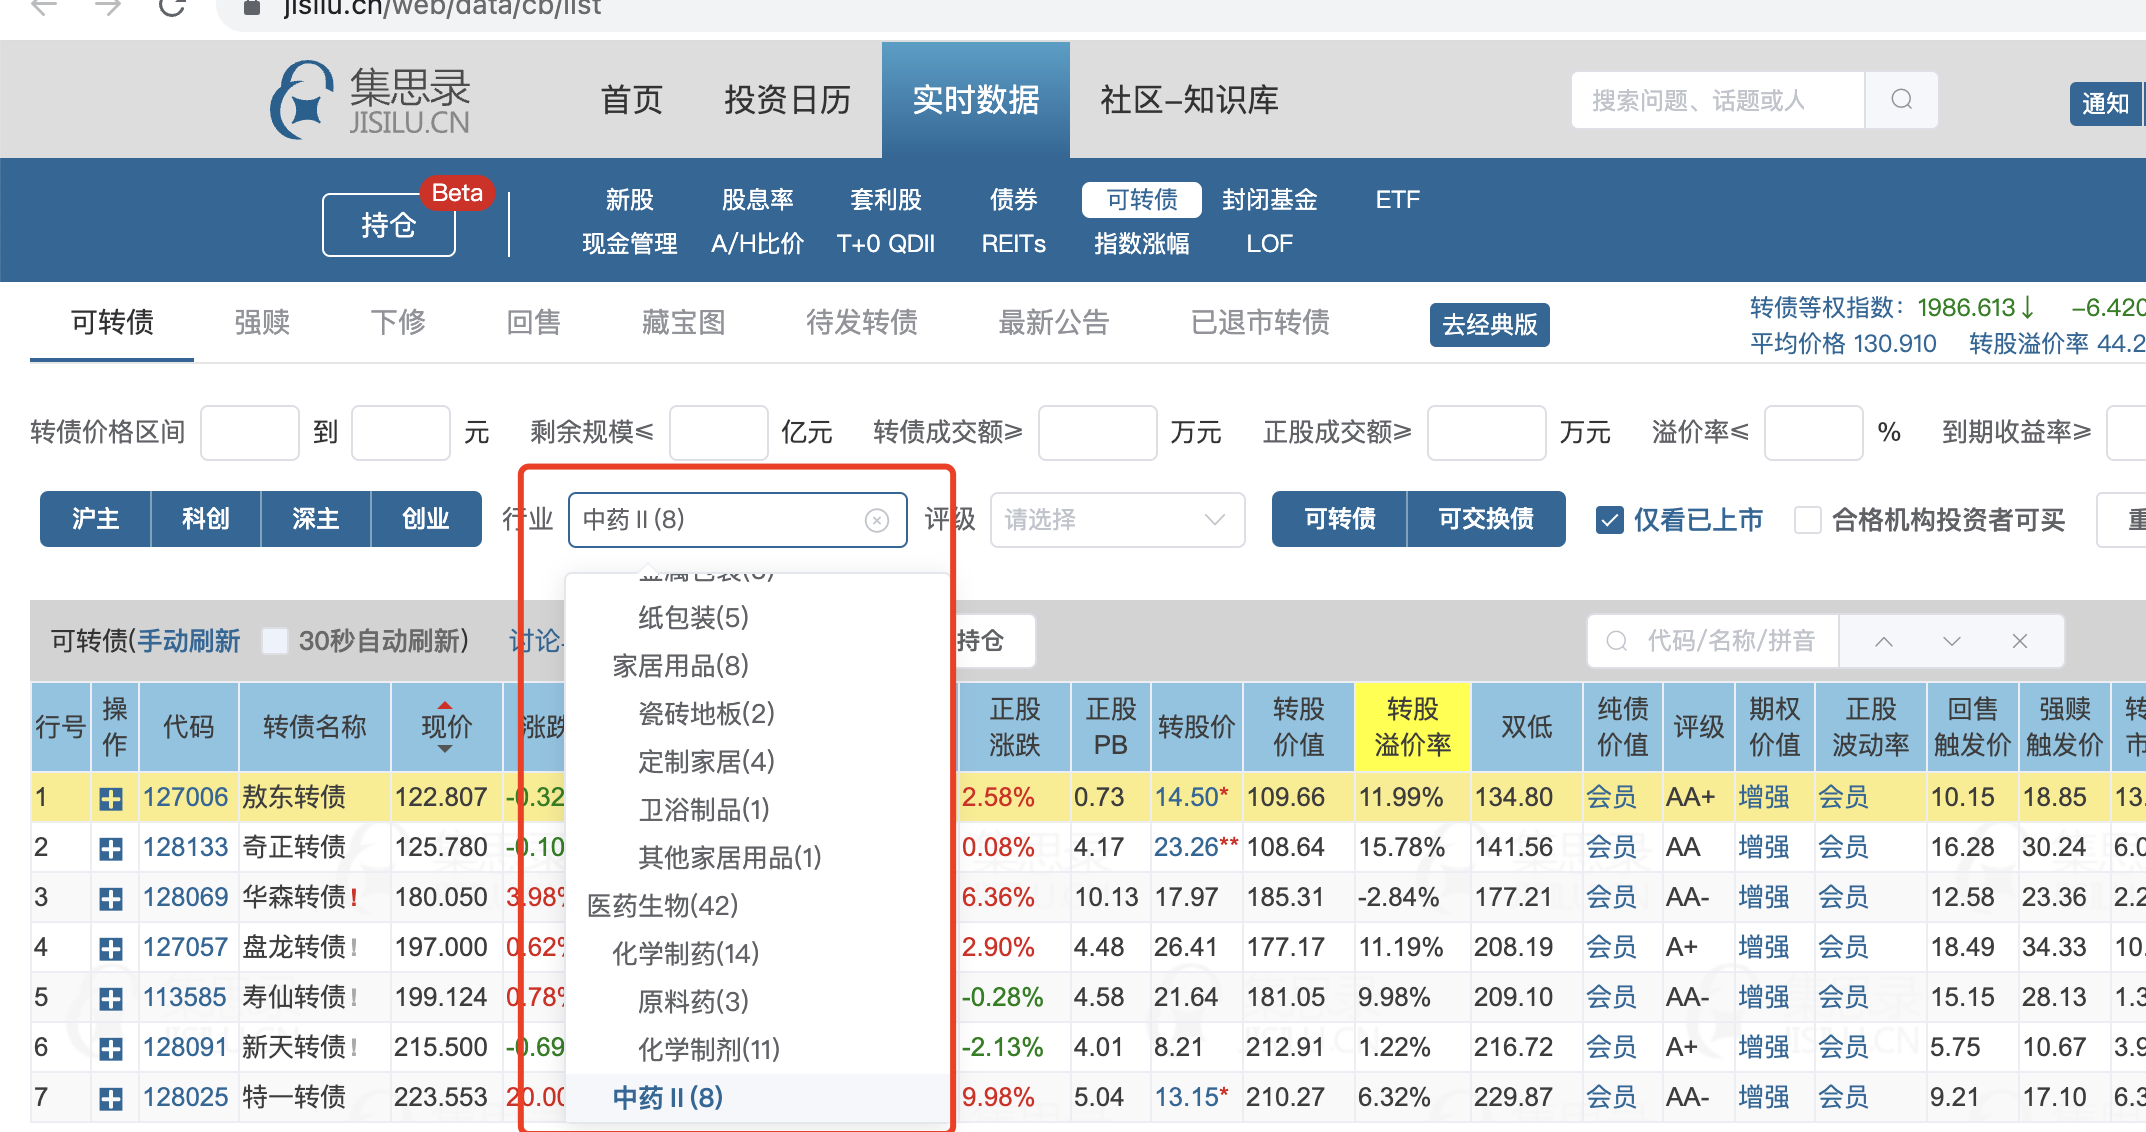 jisilu.cn/web/data/cb/list
集思录
JISILU.CN
首页 投资日历 实时数据 社区–知识库 搜索问题、话题或人 通知
持仓 Beta
新股 股息率 套利股 债券 可转债 封闭基金 ETF
现金管理 A/H比价 T+0 QDII REITs 指数涨幅 LOF
可转债 强赎 下修 回售 藏宝图 待发转债 最新公告 已退市转债 去经典版
转债等权指数: 1986.613↓ -6.420
平均价格 130.910 转股溢价率 44.2
转债价格区间 到 元 剩余规模≤ 亿元 转债成交额≥ 万元 正股成交额≥ 万元 溢价率≤ % 到期收益率≥
沪主 科创 深主 创业 行业 中药Ⅱ(8) 评级 请选择 可转债 可交换债 仅看已上市 合格机构投资者可买
纸包装(5)
家居用品(8)
瓷砖地板(2)
定制家居(4)
卫浴制品(1)
其他家居用品(1)
医药生物(42)
化学制药(14)
原料药(3)
化学制剂(11)
中药Ⅱ(8)
可转债(手动刷新 30秒自动刷新) 讨论 持仓 代码/名称/拼音
行号 操作 代码 转债名称 现价 涨跌 正股涨跌 正股PB 转股价 转股价值 转股溢价率 双低 纯债价值 评级 期权价值 正股波动率 回售触发价 强赎触发价
1 127006 敖东转债 122.807 -0.32 2.58% 0.73 14.50* 109.66 11.99% 134.80 会员 AA+ 增强 会员 10.15 18.85 13.
2 128133 奇正转债 125.780 -0.10 0.08% 4.17 23.26** 108.64 15.78% 141.56 会员 AA 增强 会员 16.28 30.24 6.0
3 128069 华森转债! 180.050 3.98% 6.36% 10.13 17.97 185.31 -2.84% 177.21 会员 AA- 增强 会员 12.58 23.36 2.2
4 127057 盘龙转债! 197.000 0.62% 2.90% 4.48 26.41 177.17 11.19% 208.19 会员 A+ 增强 会员 18.49 34.33 10.
5 113585 寿仙转债! 199.124 0.78% -0.28% 4.58 21.64 181.05 9.98% 209.10 会员 AA- 增强 会员 15.15 28.13 1.3
6 128091 新天转债! 215.500 -0.69 -2.13% 4.01 8.21 212.91 1.22% 216.72 会员 A+ 增强 会员 5.75 10.67 3.9
7 128025 特一转债 223.553 20.00 9.98% 5.04 13.15* 210.27 6.32% 229.87 会员 AA- 增强 会员 9.21 17.10 6.3